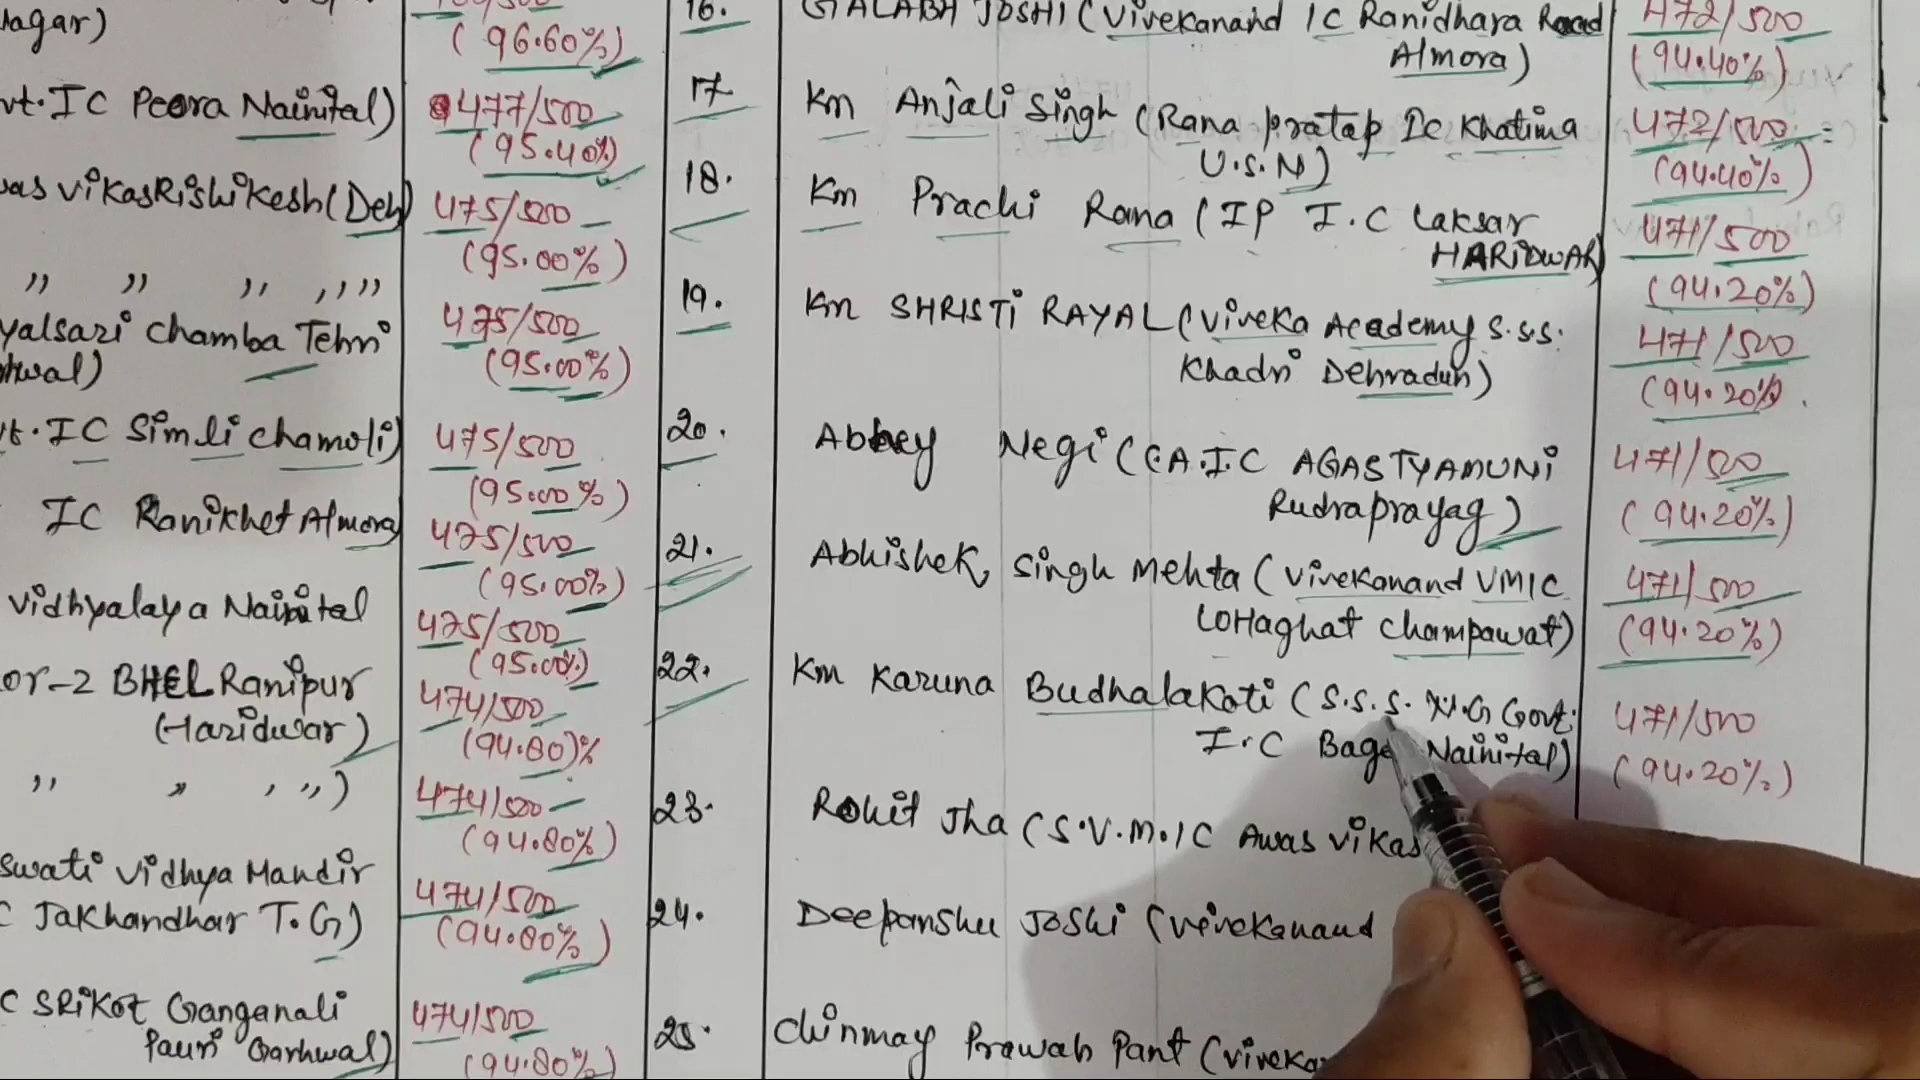 nagar)
(96.60%)
vt. IC Peora Nainital) 477/500
(95.40%)
vas vikas Rishikesh (Deh) 475/500
(95.00%)
,, ,, ,, ,, ,,
475/500
yalsari Chamba Tehri
(95.00%)
hwal)
vt. IC Simli chamoli) 475/500
(95.00%)
IC Ranikhet Almora 475/500
(95.00%)
vidhyalaya Nainital 475/500
(95.00%)
or-2 BHEL Ranipur 474/500
(Haridwar) (94.80)%
,, ,, ,, ,,) 474/500
(94.80%)
swati Vidhya Mandir 474/500
C Jakhandhar T.G) (94.80%)
C SRiKot Ganganali 474/500
Pauri Garhwal) (94.80%)
16. GALABH JOSHI (Vivekanand IC Ranidhara Road 472/500
Almora) (94.40%)
17. Km Anjali Singh (Rana pratap Ic Khatima 472/500
U.S.N) (94.40%)
18. Km Prachi Rana (IP I.C Laksar 471/500
HARIDWAR) (94.20%)
19. Km SHRISTI RAYAL (Viveka Academy S.S.S. 471/500
Khadri Dehradun) (94.20%).
20. Abhey Negi (C.A.I.C AGASTYAMUNI 471/500
Rudraprayag) (94.20%)
21. Abhishek Singh Mehta (Vivekanand VMIC 471/500
LOHaghat Champawat) (94.20%)
22. Km Karuna Budhalakoti (S.S.S. N.G Govt. 471/500
I.C Nainital) (94.20%)
23. Rohit Jha (S.V.M.IC Awas vikas
24. Deepanshu JOSHI (Vivekanand
25. Chinmay Prawah Pant (